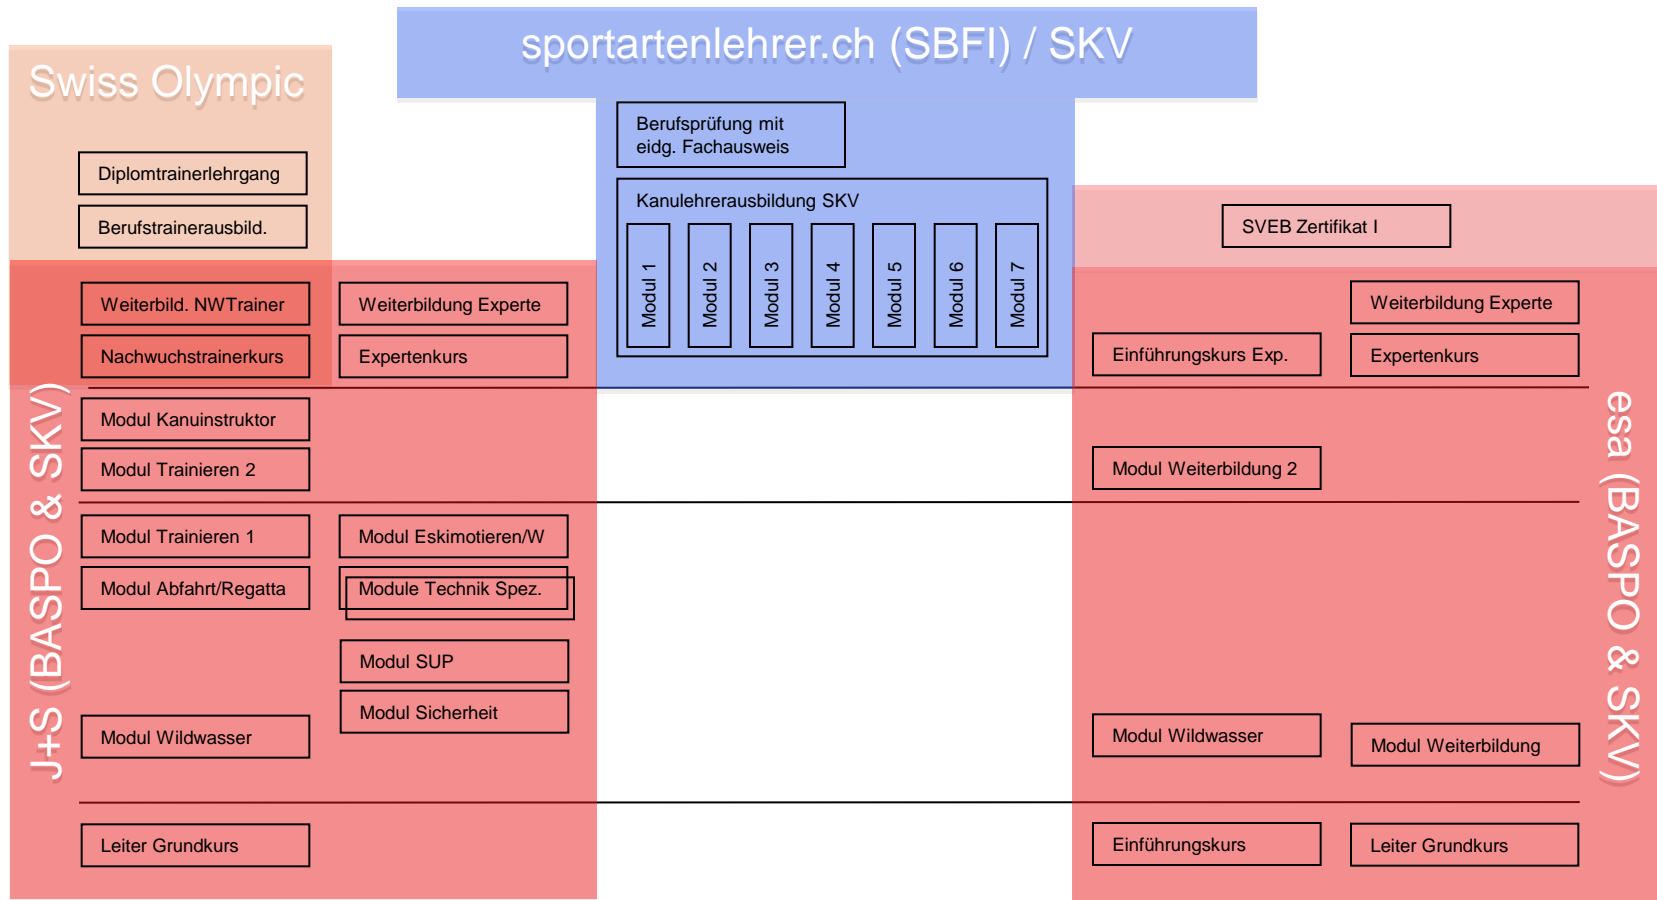 sportartenlehrer.ch (SBFI) / SKV
Swiss Olympic
Diplomtrainerlehrgang
Berufstrainerausbild.
Berufsprüfung mit
eidg. Fachausweis
Kanulehrerausbildung SKV
Modul 1
Modul 2
Modul 3
Modul 4
Modul 5
Modul 6
Modul 7
SVEB Zertifikat I
J+S (BASPO & SKV)
Weiterbild. NWTrainer
Weiterbildung Experte
Nachwuchstrainerkurs
Expertenkurs
Modul Kanuinstruktor
Modul Trainieren 2
Modul Trainieren 1
Modul Eskimotieren/W
Modul Abfahrt/Regatta
Module Technik Spez.
Modul SUP
Modul Sicherheit
Modul Wildwasser
Leiter Grundkurs
Weiterbildung Experte
Einführungskurs Exp.
Expertenkurs
Modul Weiterbildung 2
Modul Wildwasser
Modul Weiterbildung
Einführungskurs
Leiter Grundkurs
esa (BASPO & SKV)